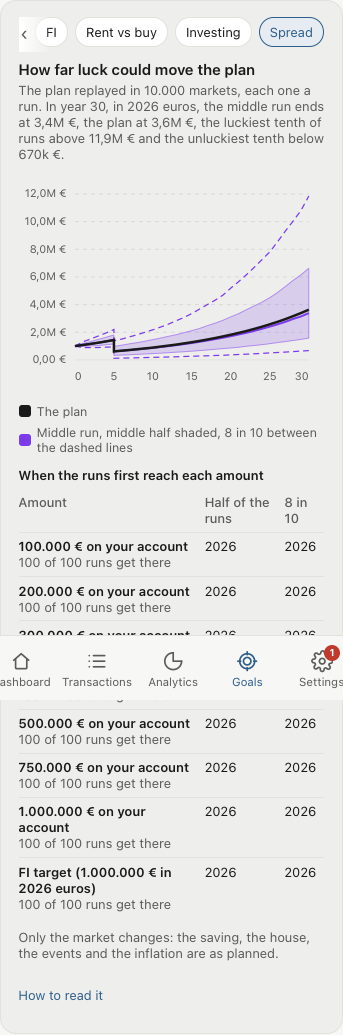 FI
Rent vs buy
Investing
Spread
How far luck could move the plan
The plan replayed in 10.000 markets, each one a
run. In year 30, in 2026 euros, the middle run ends
at 3,4M €, the plan at 3,6M €, the luckiest tenth of
runs above 11,9M € and the unluckiest tenth below
670k €.
12,0M €
10,0M €
8,0M €
6,0M €
4,0M €
2,0M €
0,00 €
0 5 10 15 20 25 30
The plan
Middle run, middle half shaded, 8 in 10 between
the dashed lines
When the runs first reach each amount
Amount Half of the 8 in
runs 10
100.000 € on your account 2026 2026
100 of 100 runs get there
200.000 € on your account 2026 2026
100 of 100 runs get there
300.000 € on your account 2026 2026
ashboard Transactions Analytics Goals Settings
1
500.000 € on your account 2026 2026
100 of 100 runs get there
750.000 € on your account 2026 2026
100 of 100 runs get there
1.000.000 € on your 2026 2026
account
100 of 100 runs get there
FI target (1.000.000 € in 2026 2026
2026 euros)
100 of 100 runs get there
Only the market changes: the saving, the house,
the events and the inflation are as planned.
How to read it